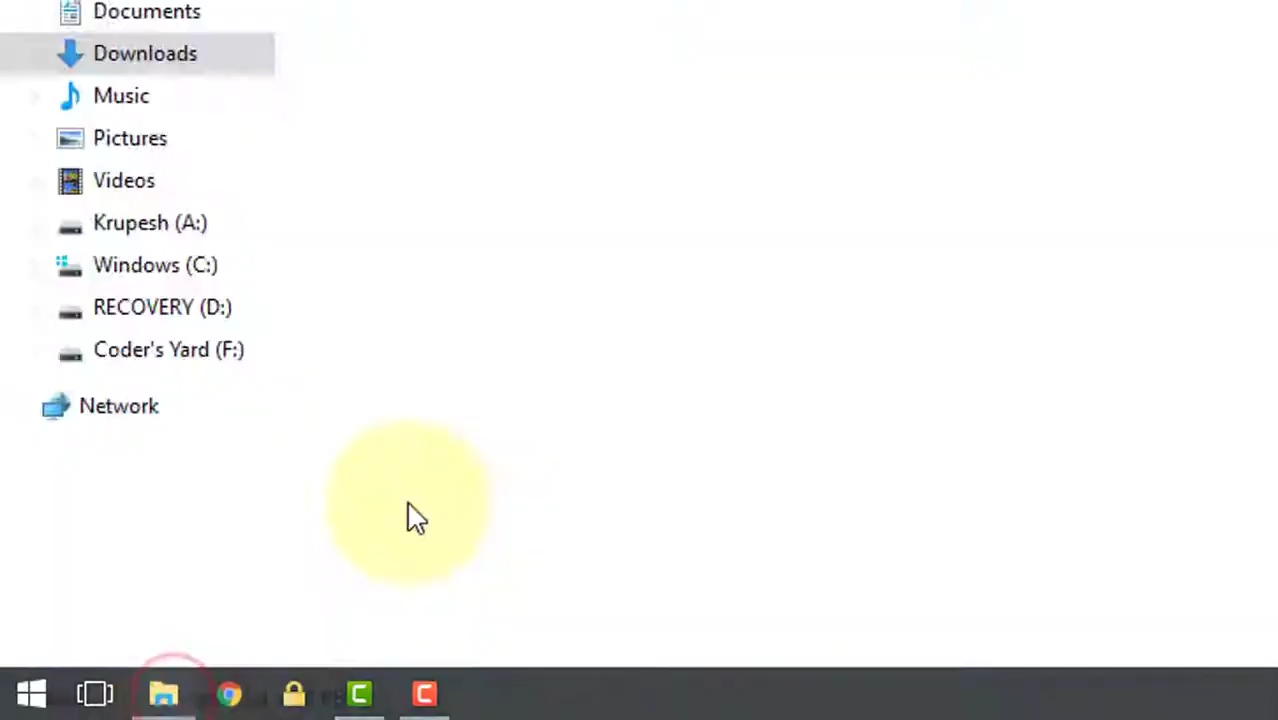 Documents
Downloads
Music
Pictures
Videos
Krupesh (A:)
Windows (C:)
RECOVERY (D:)
Coder's Yard (F:)
Network